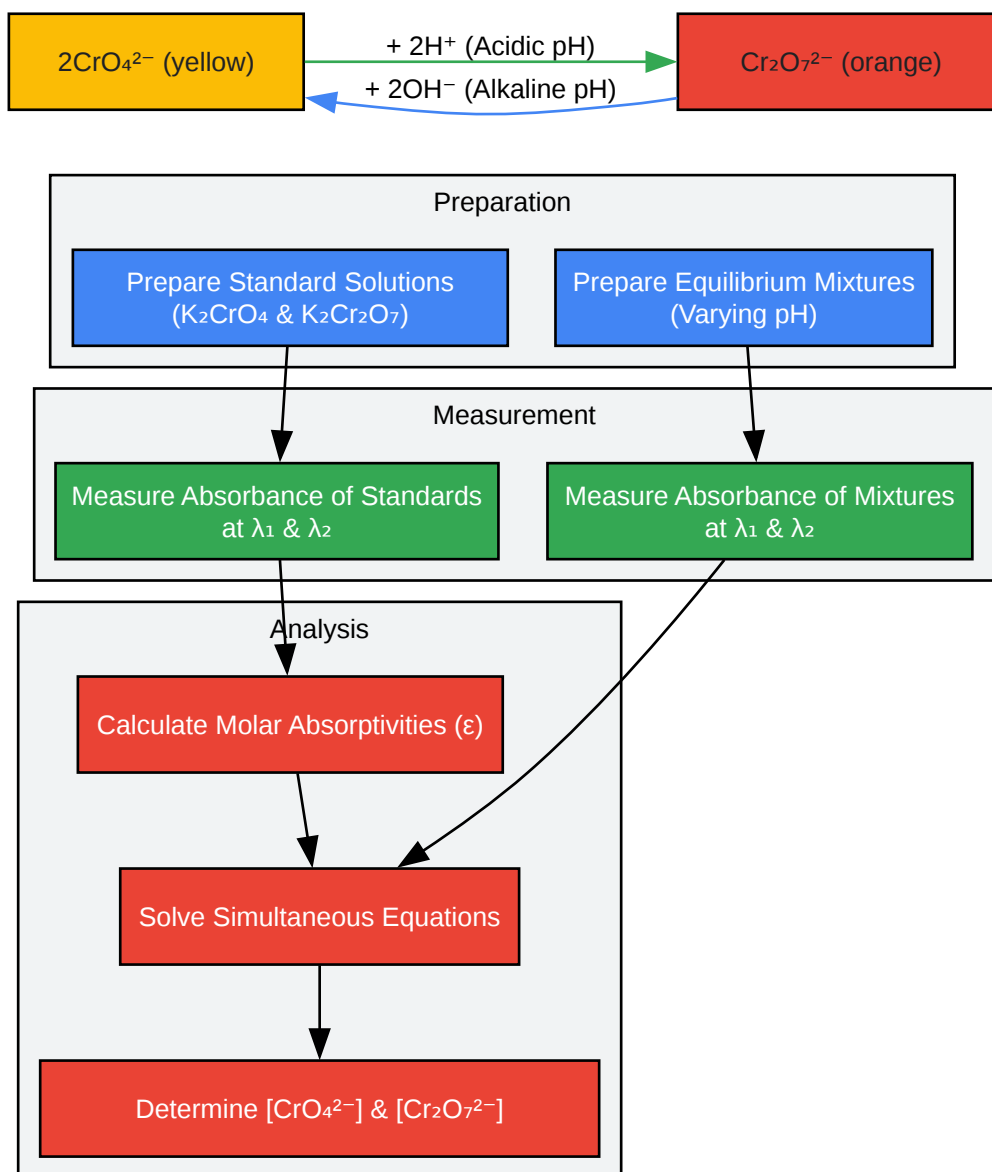 2CrO₄²⁻ (yellow)
+ 2H⁺ (Acidic pH)
+ 2OH⁻ (Alkaline pH)
Cr₂O₇²⁻ (orange)
Preparation
Prepare Standard Solutions
(K₂CrO₄ & K₂Cr₂O₇)
Prepare Equilibrium Mixtures
(Varying pH)
Measurement
Measure Absorbance of Standards
at λ₁ & λ₂
Measure Absorbance of Mixtures
at λ₁ & λ₂
Analysis
Calculate Molar Absorptivities (ε)
Solve Simultaneous Equations
Determine [CrO₄²⁻] & [Cr₂O₇²⁻]